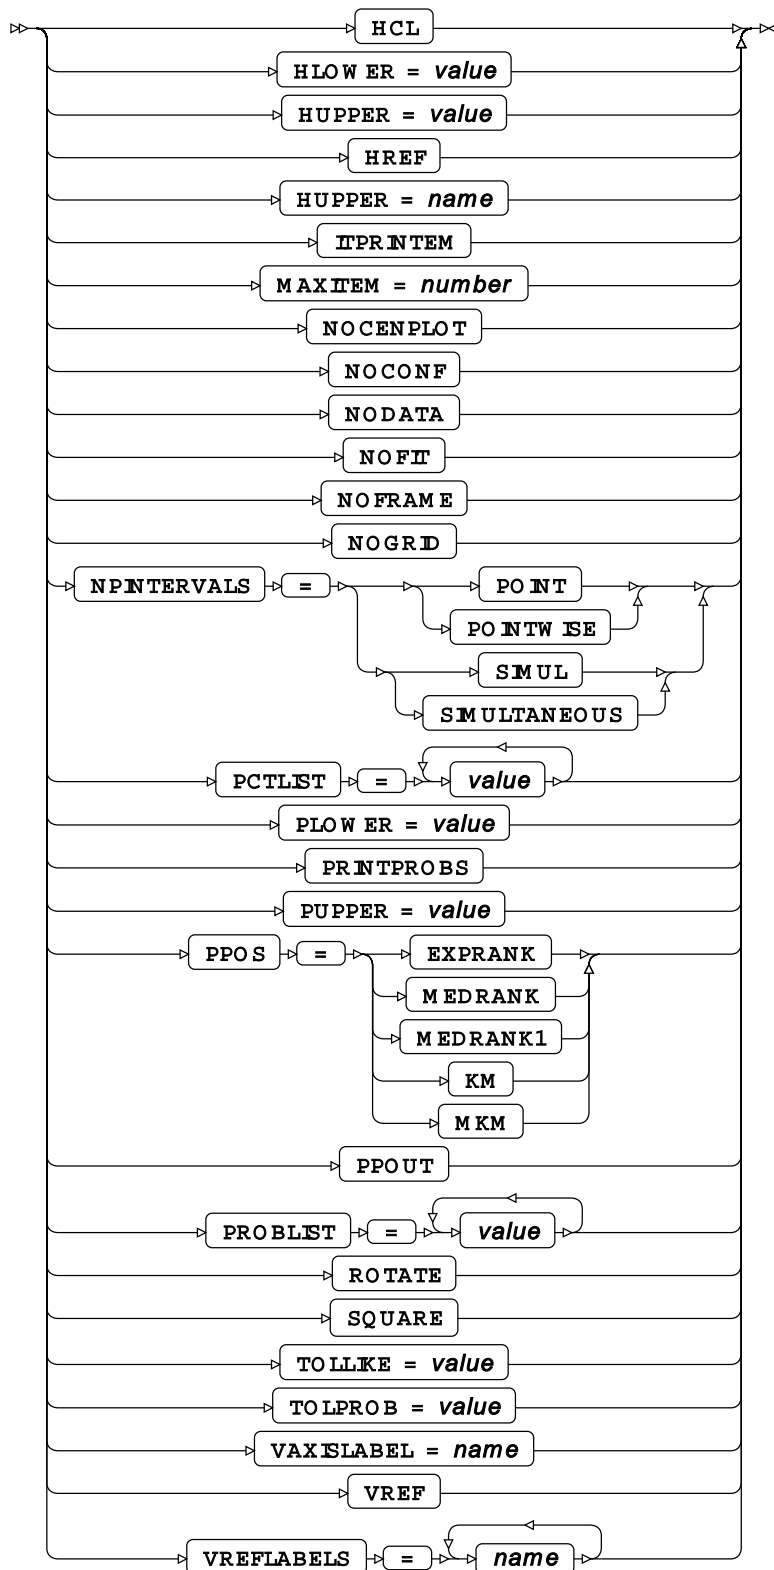 HCL
HLOWER = value
HUPPER = value
HREF
HUPPER = name
ITPRINTEM
MAXITEM = number
NOCENPLOT
NOCONF
NODATA
NOFIT
NOFRAME
NOGRID
NPINTERVALS = POINT
POINTWISE
SIMUL
SIMULTANEOUS
PCTLIST = value
PLOWER = value
PRINTPROBS
PUPPER = value
PPOS = EXPRANK
MEDRANK
MEDRANK1
KM
MKM
PPOUT
PROBLIST = value
ROTATE
SQUARE
TOLLIKE = value
TOLPROB = value
VAXISLABEL = name
VREF
VREFLABELS = name